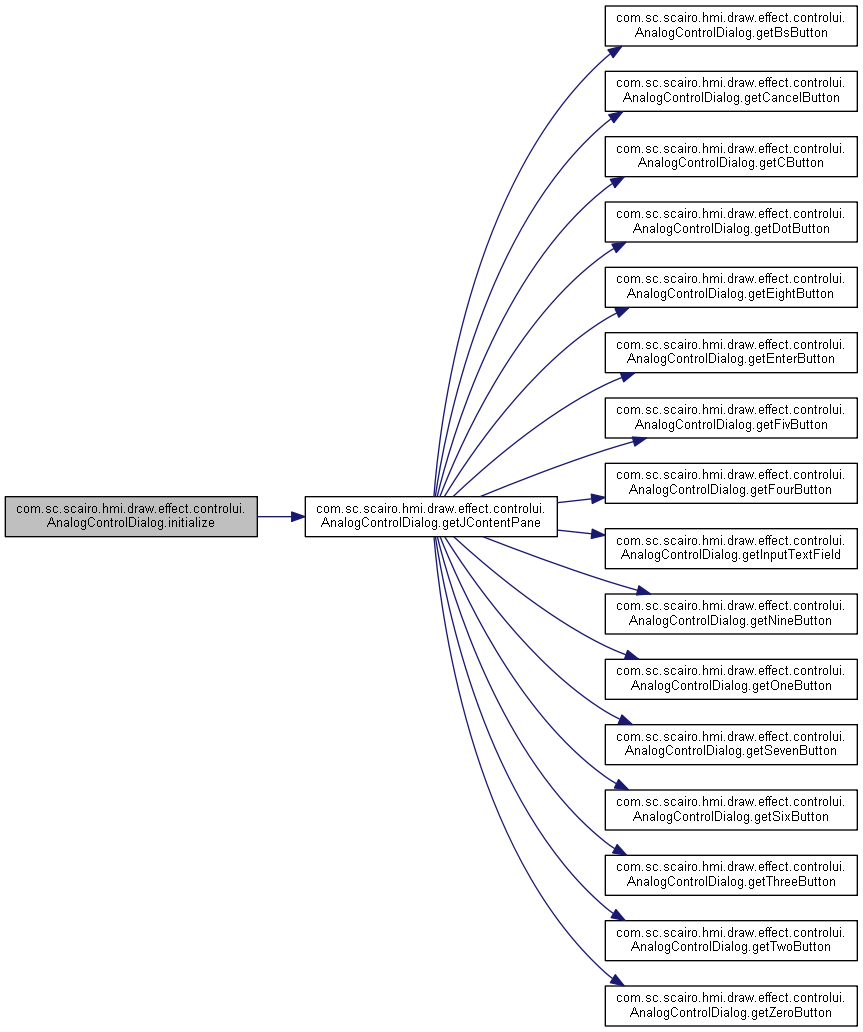 com.sc.scairo.hmi.draw.effect.controlui.
AnalogControlDialog.initialize
com.sc.scairo.hmi.draw.effect.controlui.
AnalogControlDialog.getJContentPane
com.sc.scairo.hmi.draw.effect.controlui.
AnalogControlDialog.getBsButton
com.sc.scairo.hmi.draw.effect.controlui.
AnalogControlDialog.getCancelButton
com.sc.scairo.hmi.draw.effect.controlui.
AnalogControlDialog.getCButton
com.sc.scairo.hmi.draw.effect.controlui.
AnalogControlDialog.getDotButton
com.sc.scairo.hmi.draw.effect.controlui.
AnalogControlDialog.getEightButton
com.sc.scairo.hmi.draw.effect.controlui.
AnalogControlDialog.getEnterButton
com.sc.scairo.hmi.draw.effect.controlui.
AnalogControlDialog.getFivButton
com.sc.scairo.hmi.draw.effect.controlui.
AnalogControlDialog.getFourButton
com.sc.scairo.hmi.draw.effect.controlui.
AnalogControlDialog.getInputTextField
com.sc.scairo.hmi.draw.effect.controlui.
AnalogControlDialog.getNineButton
com.sc.scairo.hmi.draw.effect.controlui.
AnalogControlDialog.getOneButton
com.sc.scairo.hmi.draw.effect.controlui.
AnalogControlDialog.getSevenButton
com.sc.scairo.hmi.draw.effect.controlui.
AnalogControlDialog.getSixButton
com.sc.scairo.hmi.draw.effect.controlui.
AnalogControlDialog.getThreeButton
com.sc.scairo.hmi.draw.effect.controlui.
AnalogControlDialog.getTwoButton
com.sc.scairo.hmi.draw.effect.controlui.
AnalogControlDialog.getZeroButton